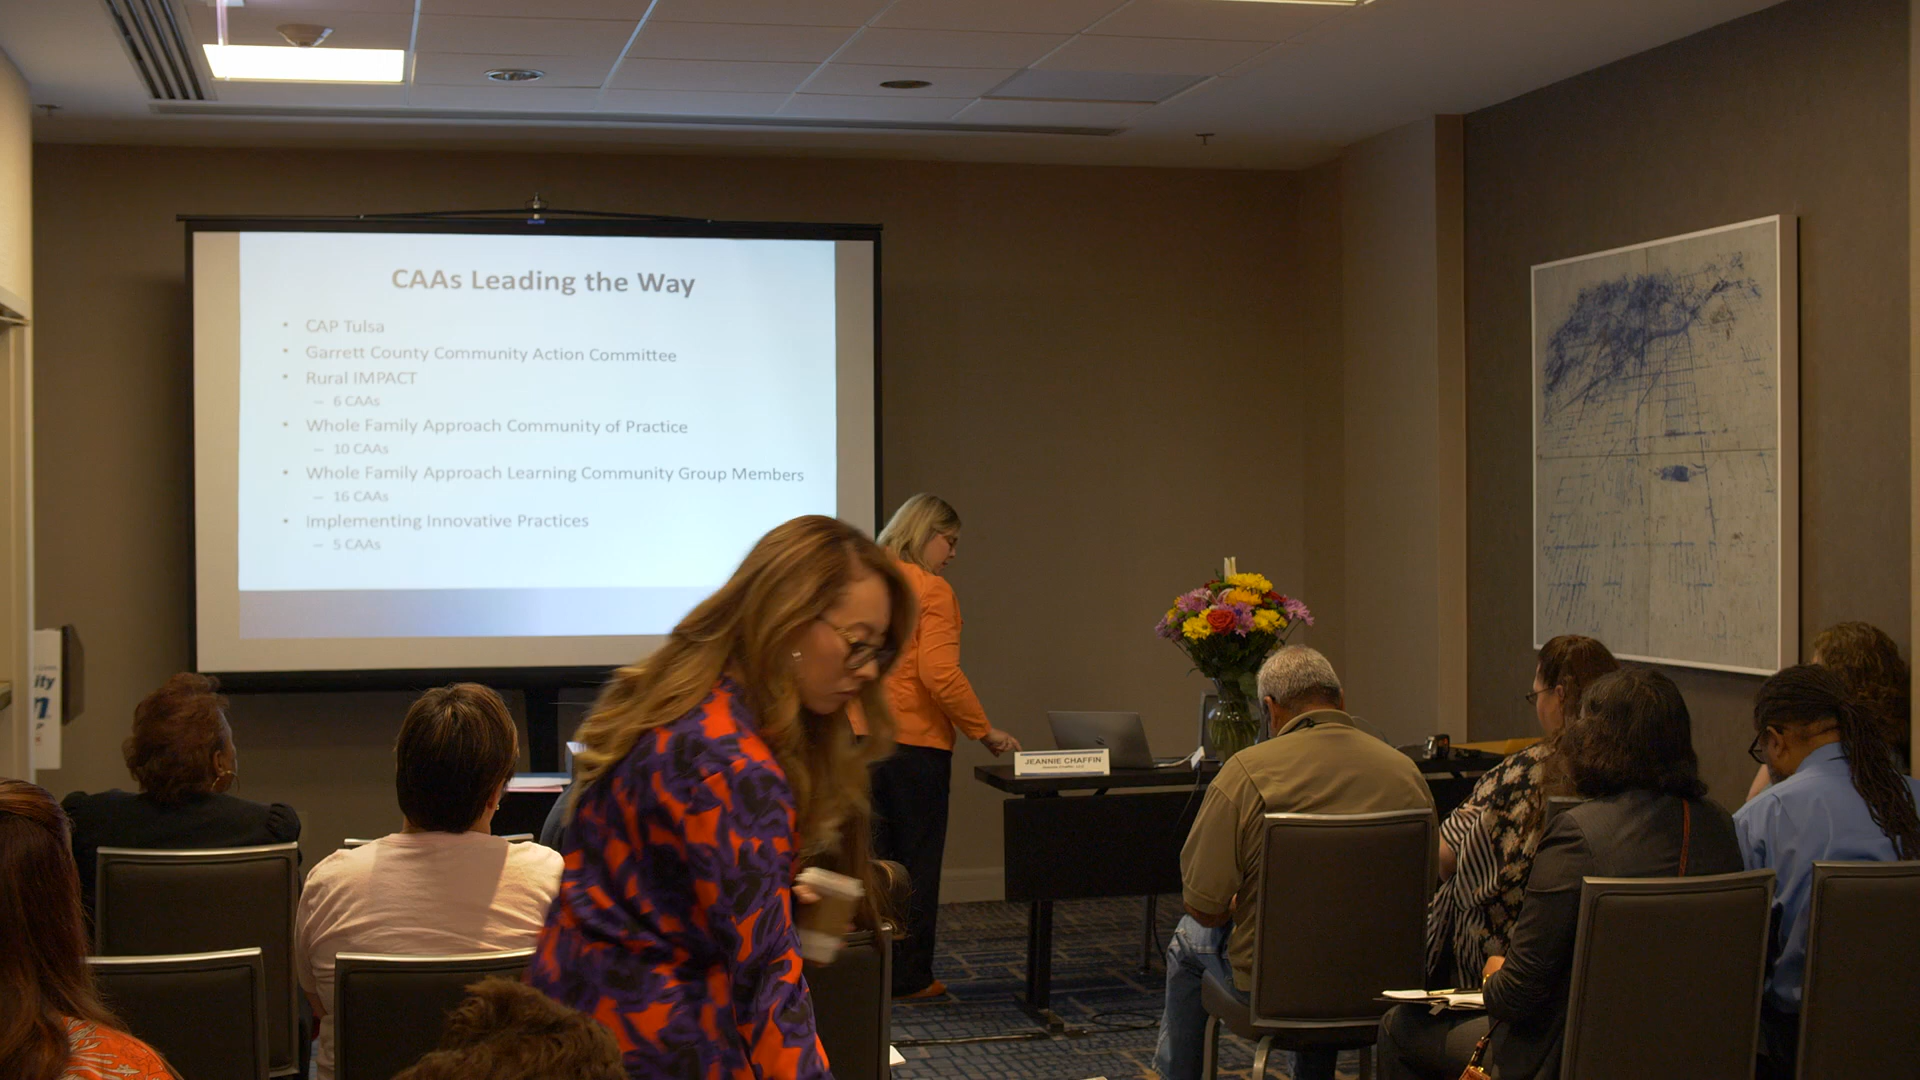 CAAs Leading the Way
• CAP Tulsa
• Garrett County Community Action Committee
• Rural IMPACT
– 6 CAAs
• Whole Family Approach Community of Practice
– 10 CAAs
• Whole Family Approach Learning Community Group Members
– 16 CAAs
• Implementing Innovative Practices
– 5 CAAs
JEANNIE CHAFFIN
ity